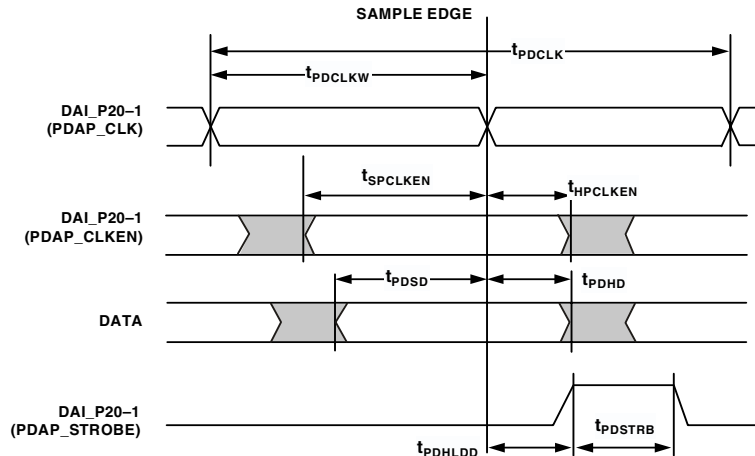 SAMPLE EDGE
tPDCLK
tPDCLKW
DAI_P20–1
(PDAP_CLK)
tSPCLKEN
tHPCLKEN
DAI_P20–1
(PDAP_CLKEN)
tPDSD
tPDHD
DATA
DAI_P20–1
(PDAP_STROBE)
tPDSTRB
tPDHLDD